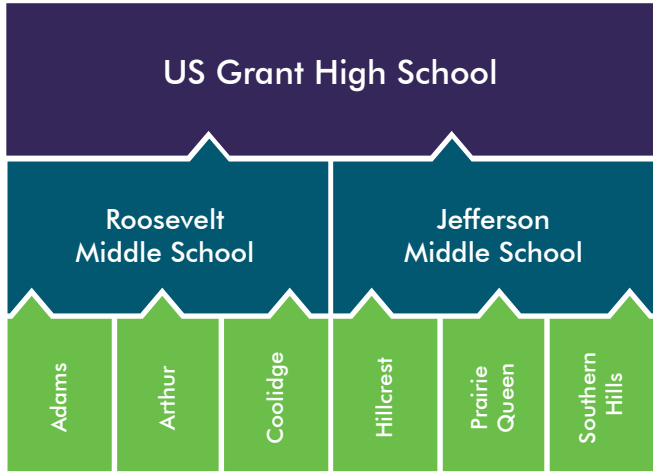 US Grant High School
Roosevelt
Middle School
Jefferson
Middle School
Adams
Arthur
Coolidge
Hillcrest
Prairie
Queen
Southern
Hills